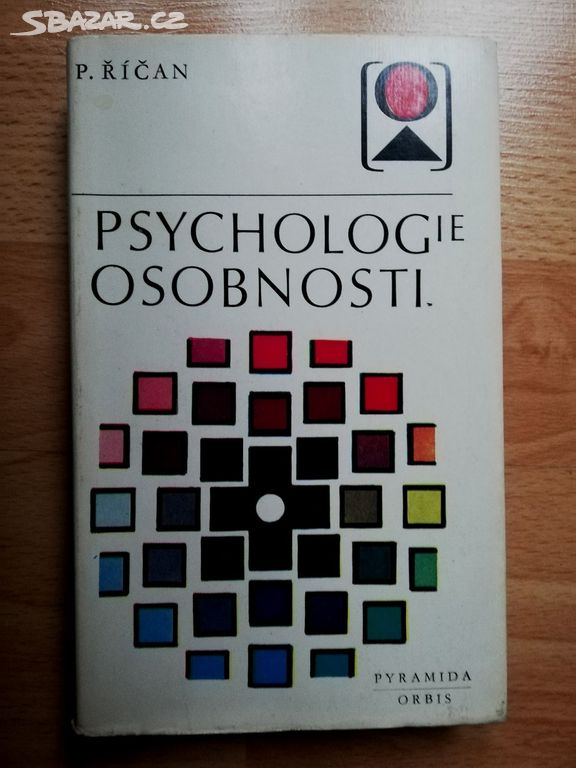 SBAZAR.CZ
P. ŘÍČAN
PSYCHOLOGIE
OSOBNOSTI.
PYRAMIDA
ORBIS